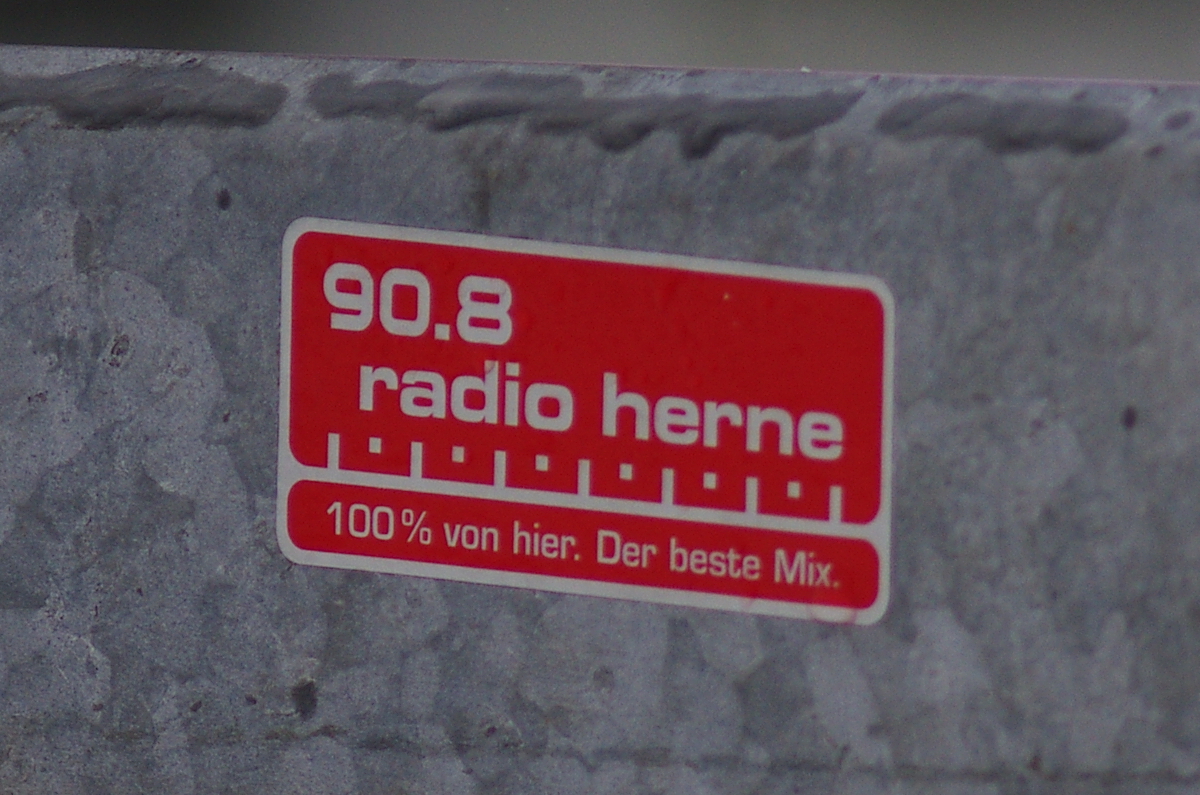 90.8
radio herne
100% von hier. Der beste Mix.